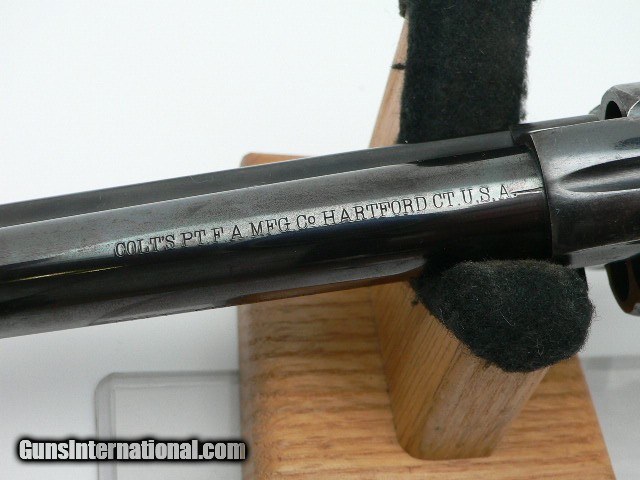 COLT'S PT. F. A. MFG. Co. HARTFORD CT. U.S.A.
GunsInternational.com